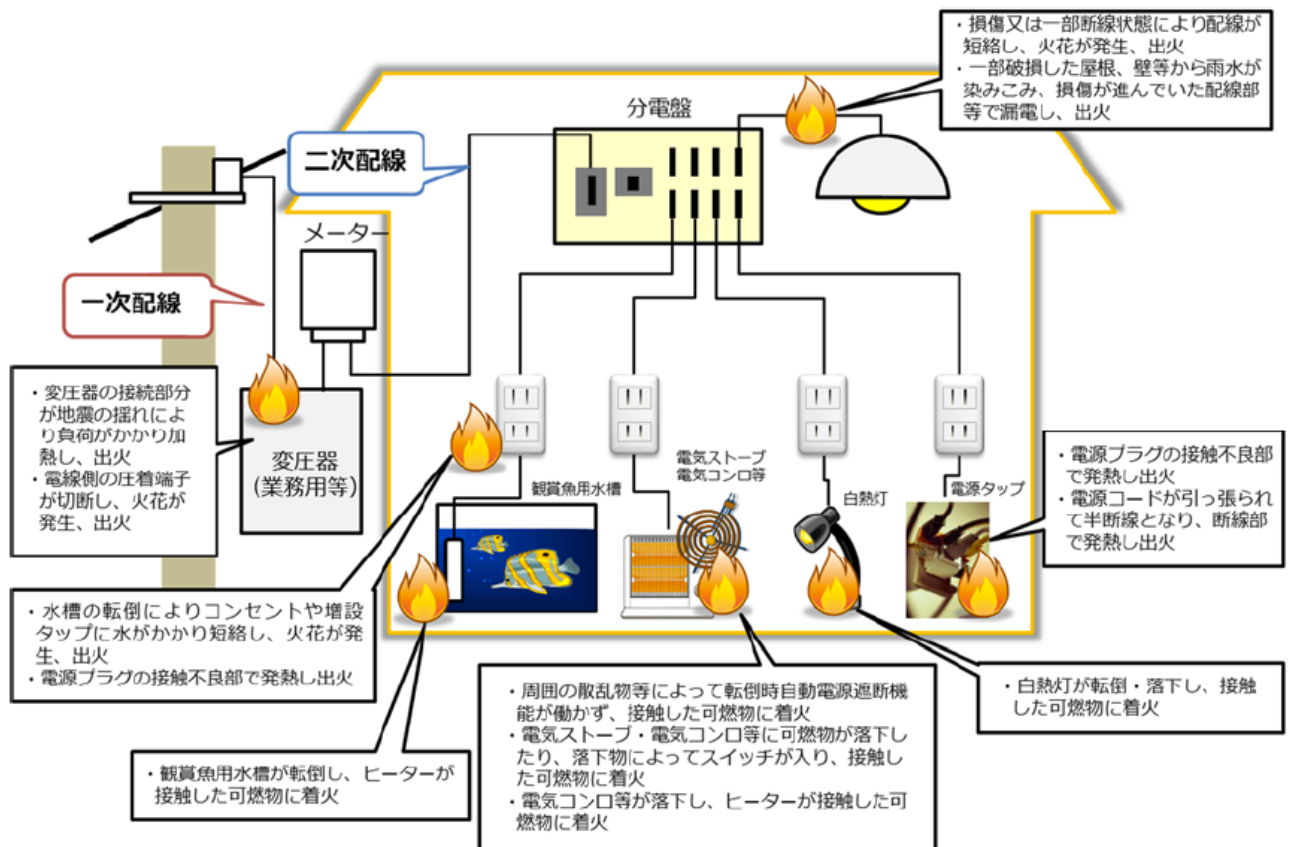 ・損傷又は一部断線状態により配線が
短絡し、火花が発生、出火
・一部破損した屋根、壁等から雨水が
染みこみ、損傷が進んでいた配線部
等で漏電し、出火
分電盤
二次配線
メーター
一次配線
・変圧器の接続部分
が地震の揺れによ
り負荷がかかり加
熱し、出火
・電線側の圧着端子
が切断し、火花が
発生、出火
変圧器
(業務用等)
観賞魚用水槽
電気ストーブ
電気コンロ等
白熱灯
電源タップ
・電源プラグの接触不良部
で発熱し出火
・電源コードが引っ張られ
て半断線となり、断線部
で発熱し出火
・水槽の転倒によりコンセントや増設
タップに水がかかり短絡し、火花が発
生、出火
・電源プラグの接触不良部で発熱し出火
・観賞魚用水槽が転倒し、ヒーターが
接触した可燃物に着火
・周囲の散乱物等によって転倒時自動電源遮断機
能が働かず、接触した可燃物に着火
・電気ストーブ・電気コンロ等に可燃物が落下し
たり、落下物によってスイッチが入り、接触し
た可燃物に着火
・電気コンロ等が落下し、ヒーターが接触した可
燃物に着火
・白熱灯が転倒・落下し、接触
した可燃物に着火